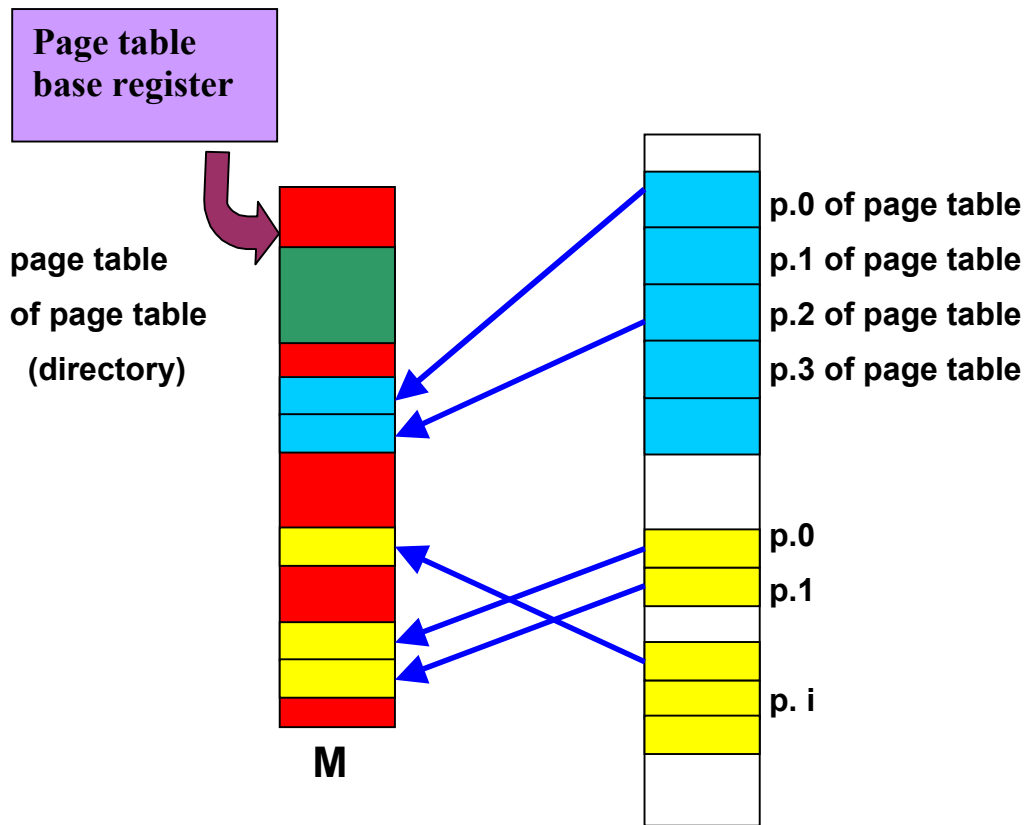 Page table
base register
page table
of page table
(directory)
M
p.0 of page table
p.1 of page table
p.2 of page table
p.3 of page table
p.0
p.1
p. i